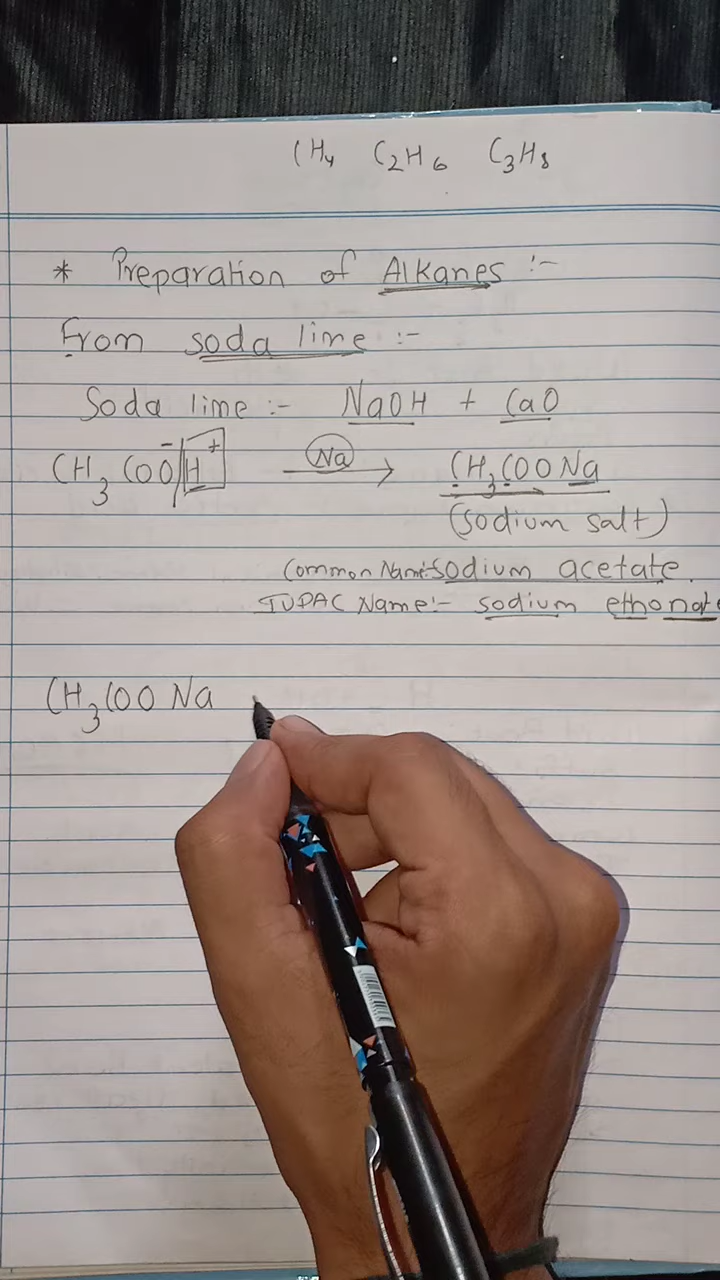 CH₄ C₂H₆ C₃H₈
* Preparation of Alkanes :-
From soda lime :-
Soda lime :- NaOH + CaO
CH₃COO⁻ H⁺ Na → CH₃COONa
(sodium salt)
Common Name:- sodium acetate.
IUPAC Name:- sodium ethonate
CH₃COONa